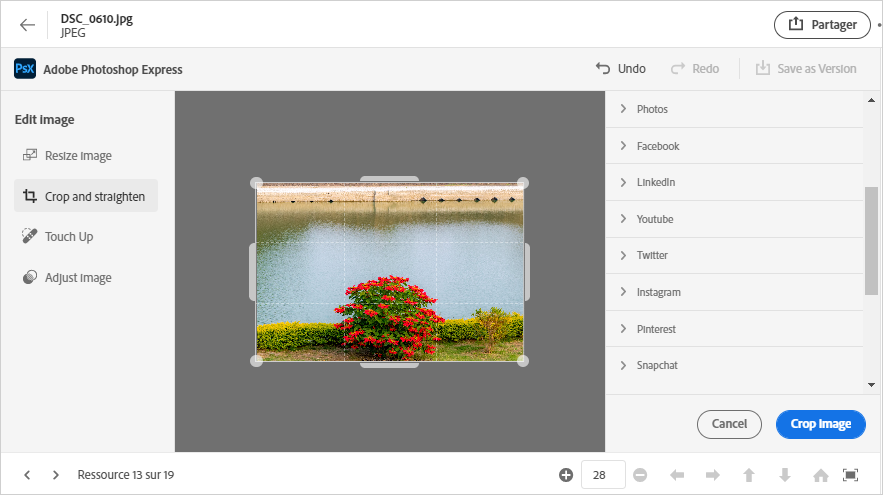 DSC_0610.jpg
JPEG
Partager
PsX Adobe Photoshop Express
Undo
Redo
Save as Version
Edit image
Resize image
Crop and straighten
Touch Up
Adjust image
Photos
Facebook
LinkedIn
Youtube
Twitter
Instagram
Pinterest
Snapchat
Cancel
Crop Image
Ressource 13 sur 19
28